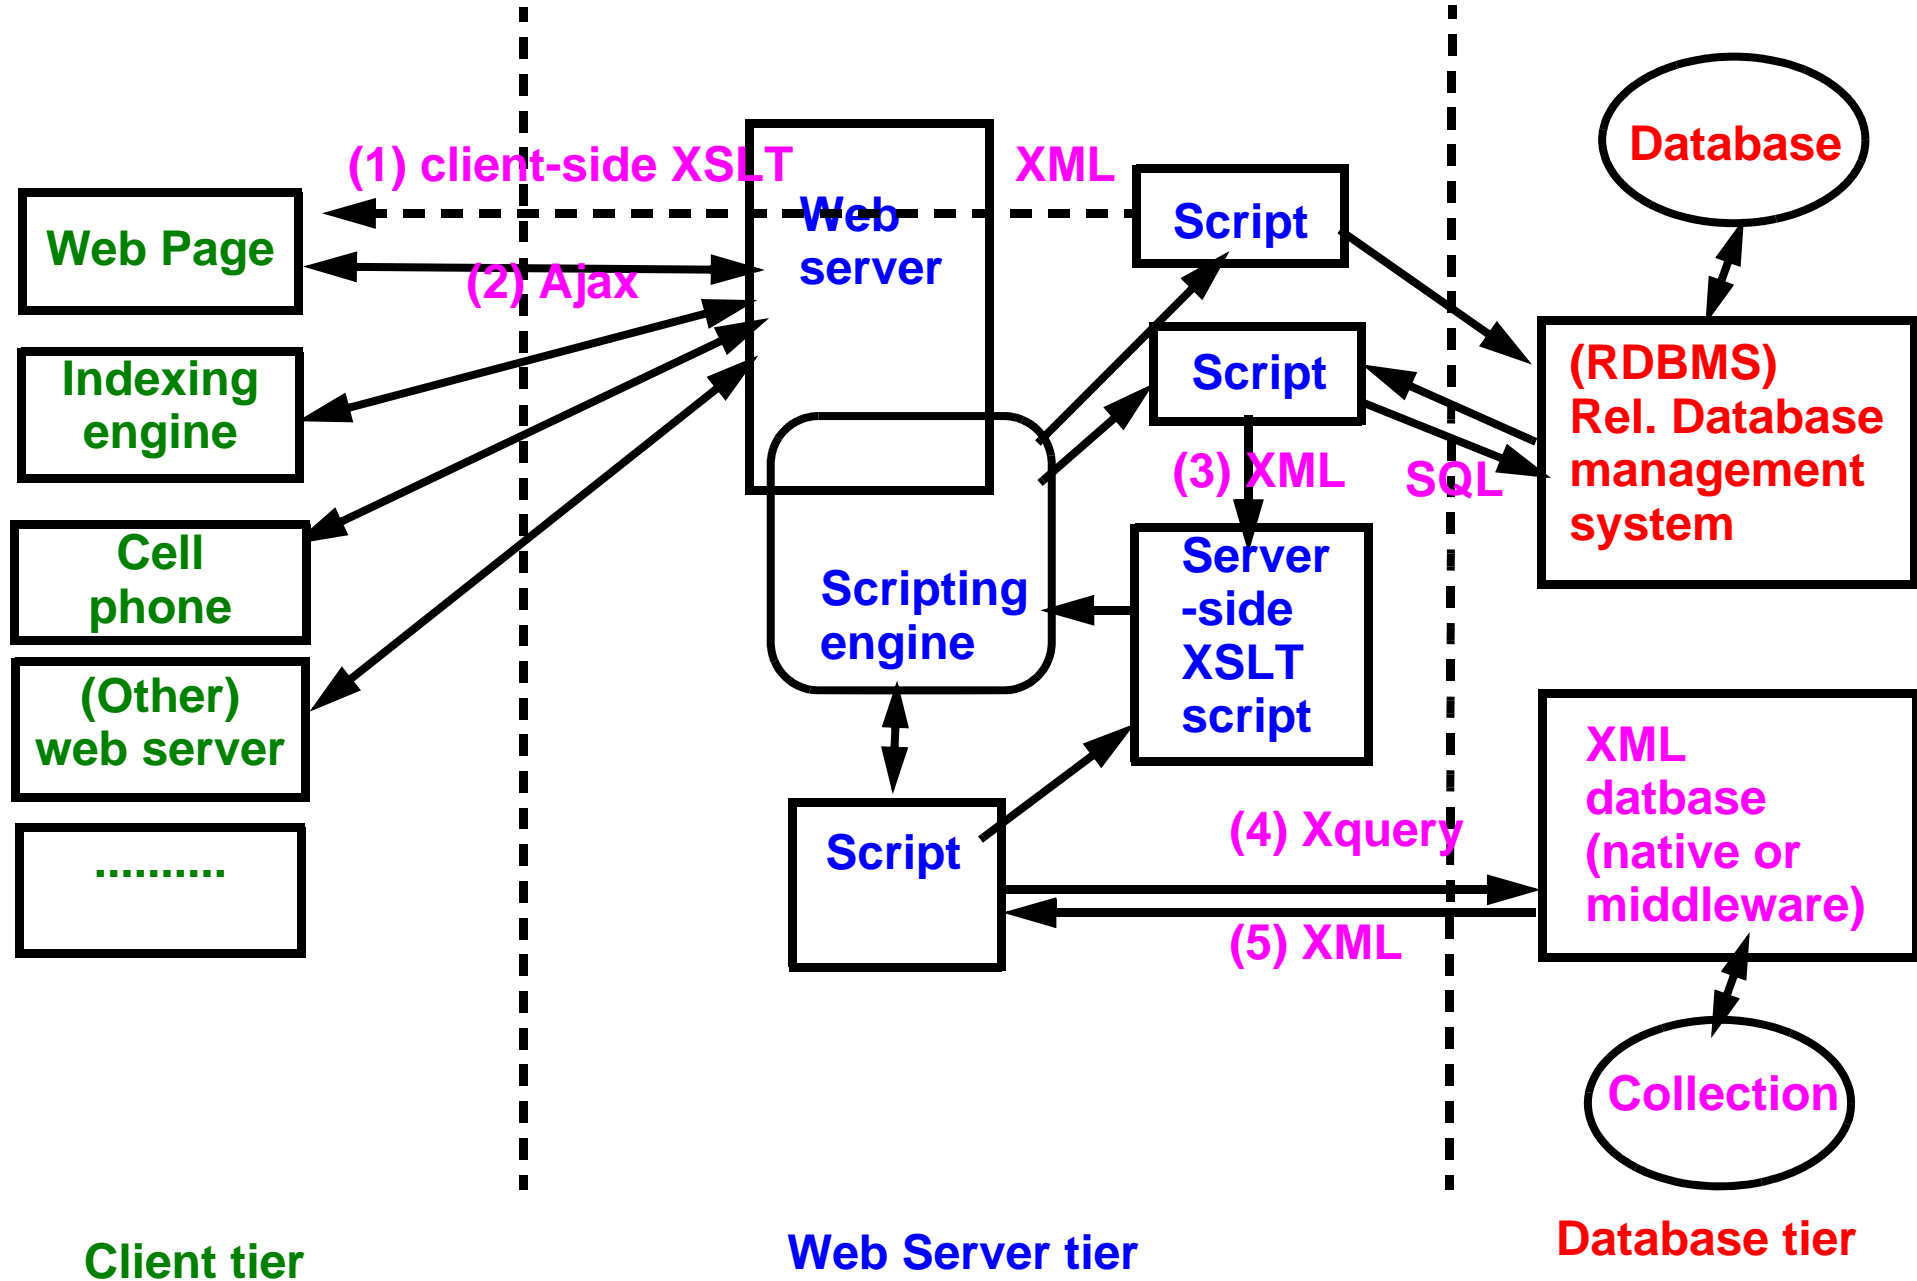 (1) client-side XSLT
XML
Database
Web Page
Web
server
Script
(2) Ajax
Indexing
engine
Script
(RDBMS)
Rel. Database
management
system
(3) XML
SQL
Cell
phone
Scripting
engine
Server
-side
XSLT
script
(Other)
web server
XML
datbase
(native or
middleware)
..........
Script
(4) Xquery
(5) XML
Collection
Client tier
Web Server tier
Database tier